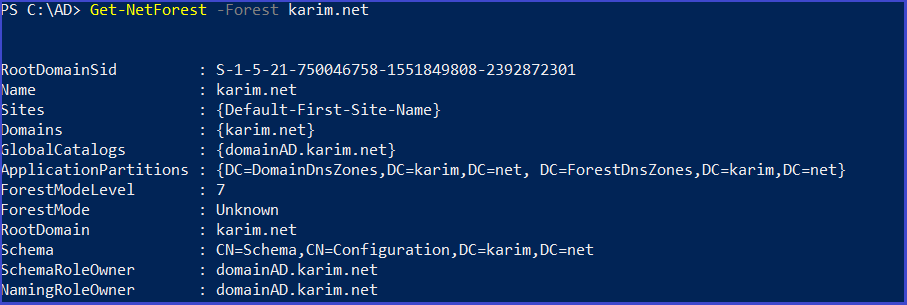 PS C:\AD> Get-NetForest -Forest karim.net
RootDomainSid : S-1-5-21-750046758-1551849808-2392872301
Name : karim.net
Sites : {Default-First-Site-Name}
Domains : {karim.net}
GlobalCatalogs : {domainAD.karim.net}
ApplicationPartitions : {DC=DomainDnsZones,DC=karim,DC=net, DC=ForestDnsZones,DC=karim,DC=net}
ForestModeLevel : 7
ForestMode : Unknown
RootDomain : karim.net
Schema : CN=Schema,CN=Configuration,DC=karim,DC=net
SchemaRoleOwner : domainAD.karim.net
NamingRoleOwner : domainAD.karim.net